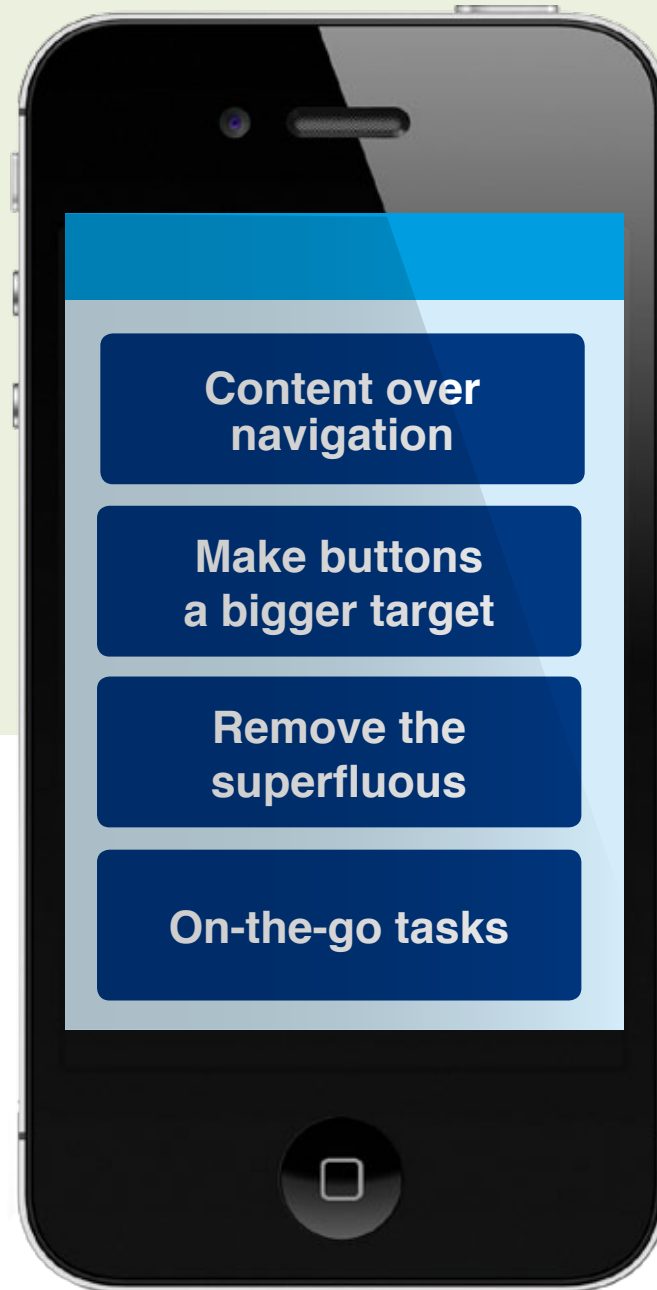 Content over
navigation
Make buttons
a bigger target
Remove the
superfluous
On-the-go tasks